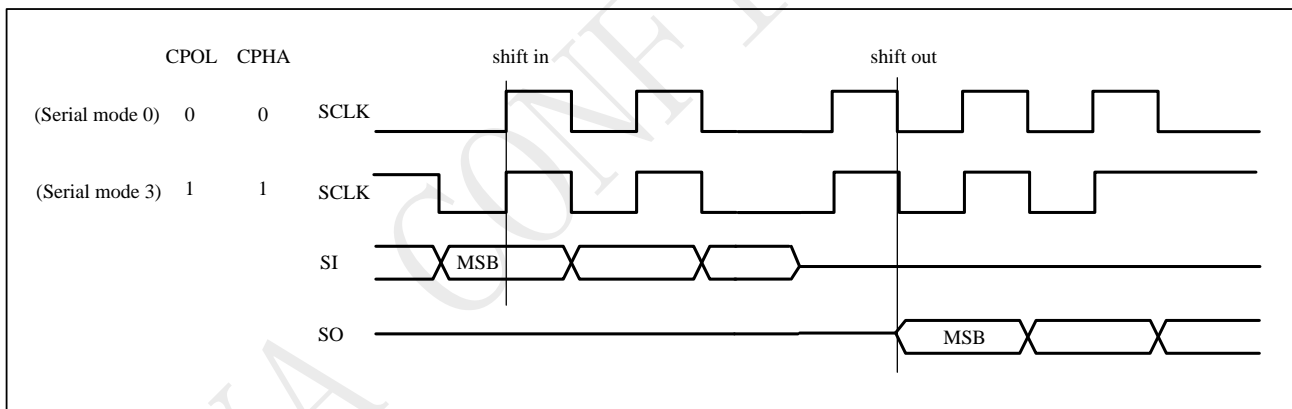 CPOL CPHA shift in shift out
(Serial mode 0) 0 0 SCLK
(Serial mode 3) 1 1 SCLK
SI MSB
SO MSB